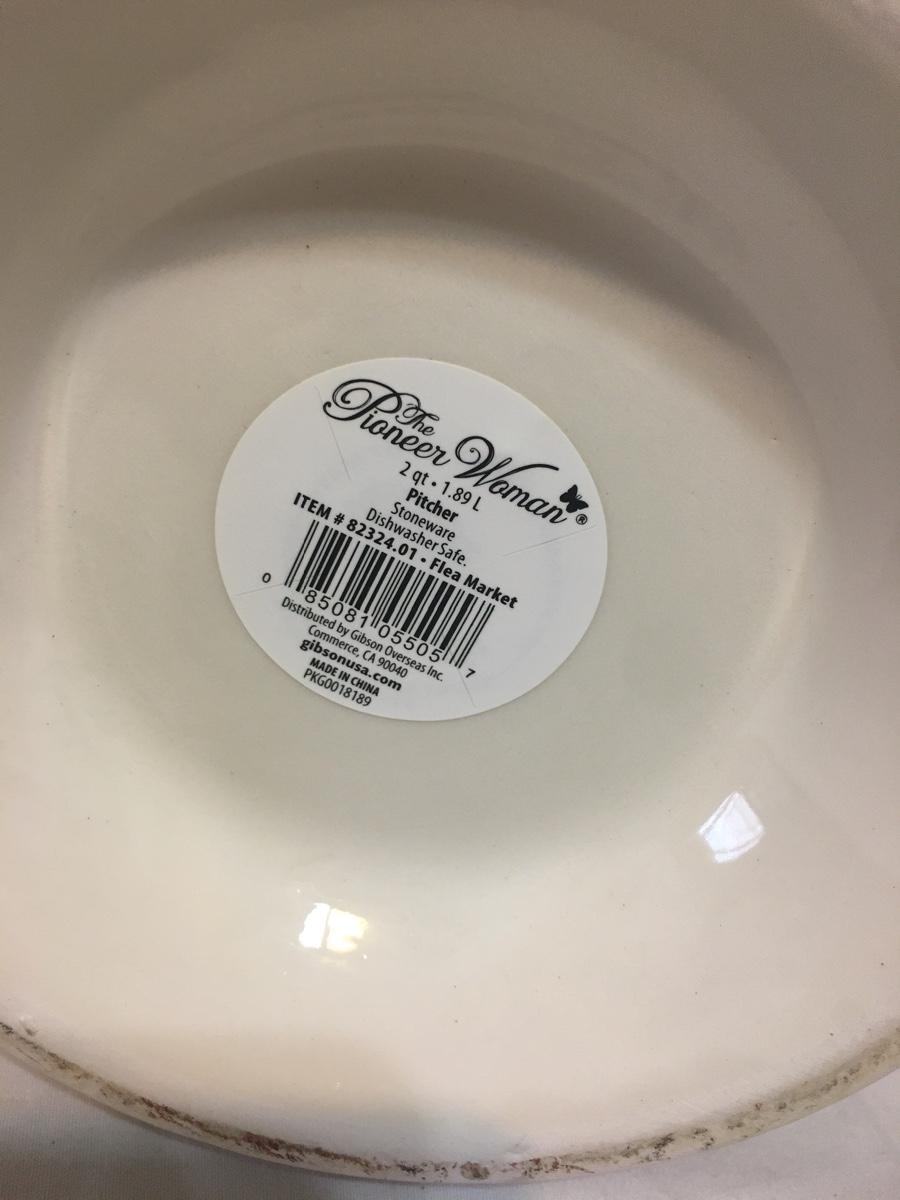 The
Pioneer Woman®
2 qt • 1.89 L
Pitcher
Stoneware
Dishwasher Safe.
ITEM # 82324.01 • Flea Market
0 85081 05505 7
Distributed by Gibson Overseas Inc.
Commerce, CA 90040
gibsonusa.com
MADE IN CHINA
PKG0018189